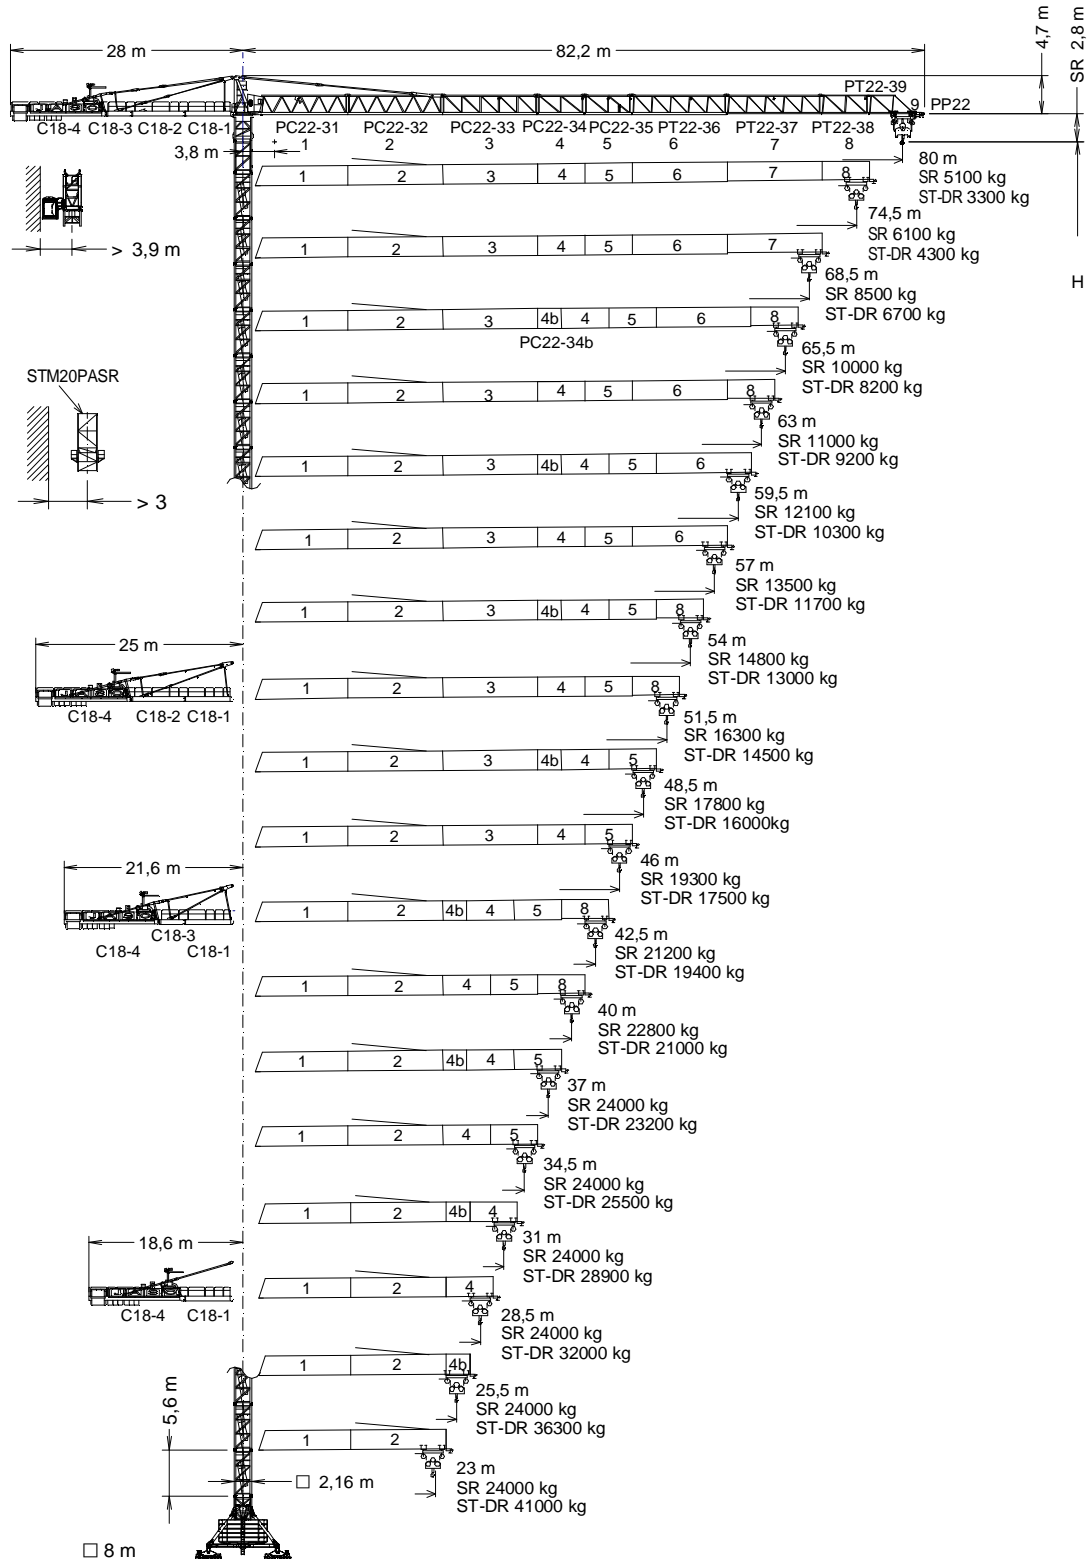 28 m
82,2 m
4,7 m
SR 2,8 m
PT22-39
9 PP22
C18-4 C18-3 C18-2 C18-1
PC22-31 PC22-32 PC22-33 PC22-34 PC22-35 PT22-36 PT22-37 PT22-38
1 2 3 4 5 6 7 8
3,8 m
80 m
SR 5100 kg
ST-DR 3300 kg
1 2 3 4 5 6 7 8
> 3,9 m
74,5 m
SR 6100 kg
ST-DR 4300 kg
1 2 3 4 5 6 7
H
68,5 m
SR 8500 kg
ST-DR 6700 kg
1 2 3 4b 4 5 6 8
PC22-34b
65,5 m
SR 10000 kg
ST-DR 8200 kg
STM20PASR
1 2 3 4 5 6 8
63 m
SR 11000 kg
ST-DR 9200 kg
1 2 3 4b 4 5 6
> 3
59,5 m
SR 12100 kg
ST-DR 10300 kg
1 2 3 4 5 6
57 m
SR 13500 kg
ST-DR 11700 kg
1 2 3 4b 4 5 8
25 m
C18-4 C18-2 C18-1
54 m
SR 14800 kg
ST-DR 13000 kg
1 2 3 4 5 8
51,5 m
SR 16300 kg
ST-DR 14500 kg
1 2 3 4b 4 5
48,5 m
SR 17800 kg
ST-DR 16000kg
1 2 3 4 5
46 m
SR 19300 kg
ST-DR 17500 kg
21,6 m
C18-3
C18-4 C18-1
1 2 4b 4 5 8
42,5 m
SR 21200 kg
ST-DR 19400 kg
1 2 4 5 8
40 m
SR 22800 kg
ST-DR 21000 kg
1 2 4b 4 5
37 m
SR 24000 kg
ST-DR 23200 kg
1 2 4 5
34,5 m
SR 24000 kg
ST-DR 25500 kg
1 2 4b 4
31 m
SR 24000 kg
ST-DR 28900 kg
18,6 m
C18-4 C18-1
1 2 4
28,5 m
SR 24000 kg
ST-DR 32000 kg
1 2 4b
25,5 m
SR 24000 kg
ST-DR 36300 kg
5,6 m
1 2
23 m
SR 24000 kg
ST-DR 41000 kg
□ 2,16 m
□ 8 m